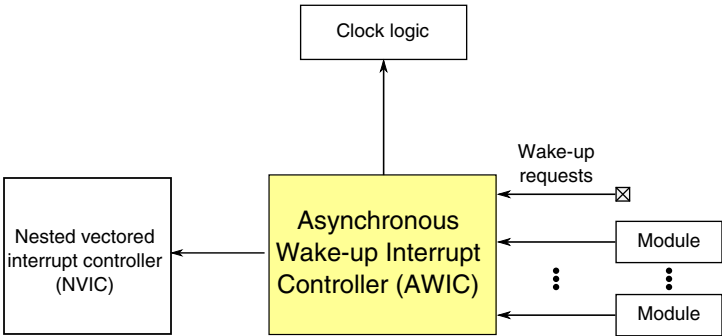 Clock logic
Wake-up
requests
Nested vectored
interrupt controller
(NVIC)
Asynchronous
Wake-up Interrupt
Controller (AWIC)
Module
Module